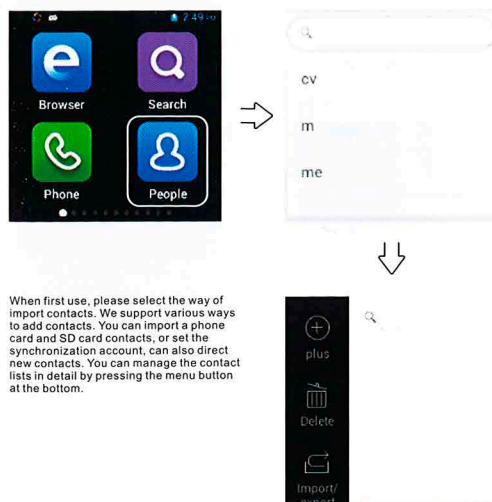 2:49
Browser
Search
Phone
People
cv
m
me
When first use, please select the way of
import contacts. We support various ways
to add contacts. You can import a phone
card and SD card contacts, or set the
synchronization account, can also direct
new contacts. You can manage the contact
lists in detail by pressing the menu button
at the bottom.
plus
Delete
Import/
export